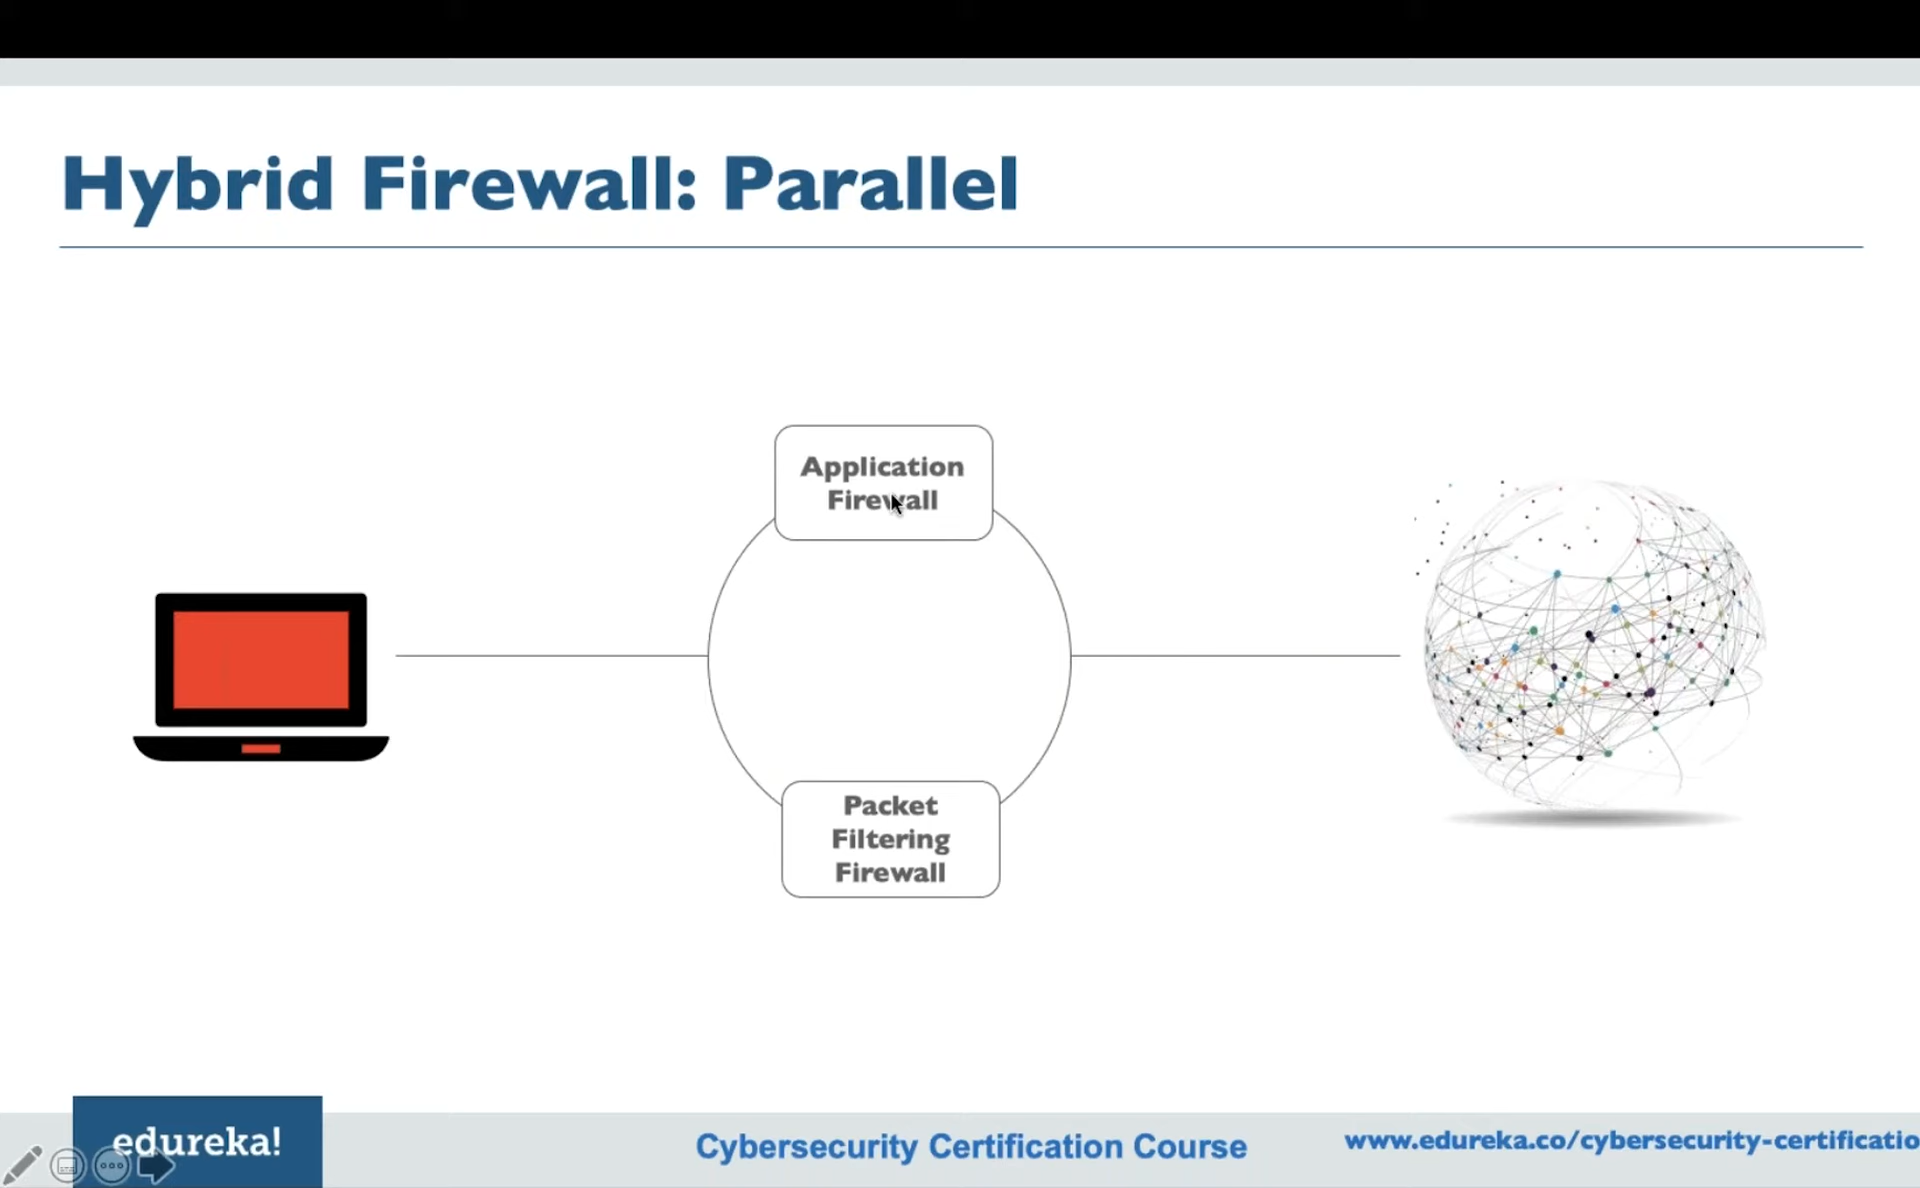 Hybrid Firewall: Parallel
Application
Firewall
Packet
Filtering
Firewall
edureka!
Cybersecurity Certification Course
www.edureka.co/cybersecurity-certificatio